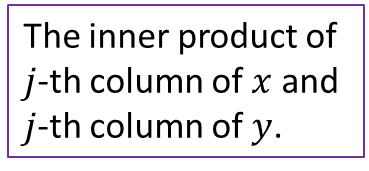 The inner product of
j-th column of x and
j-th column of y.